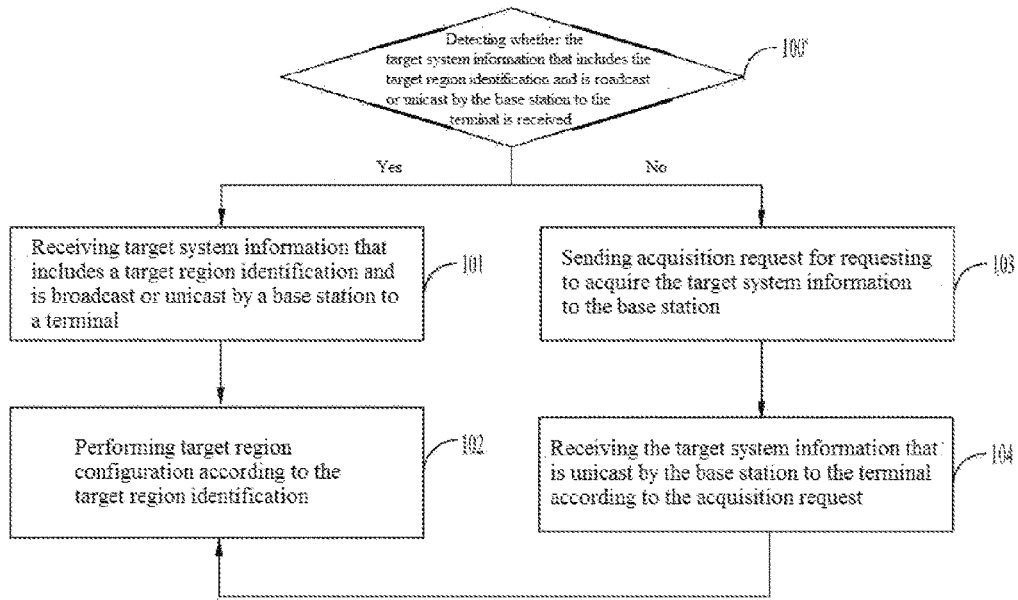 Detecting whether the
target system information that includes the
target region identification and is roadcast
or unicast by the base station to the
terminal is received
100'
Yes
No
Receiving target system information that
includes a target region identification and
is broadcast or unicast by a base station to
a terminal
101
Sending acquisition request for requesting
to acquire the target system information
to the base station
103
Performing target region
configuration according to the
target region identification
102
Receiving the target system information that
is unicast by the base station to the terminal
according to the acquisition request
104